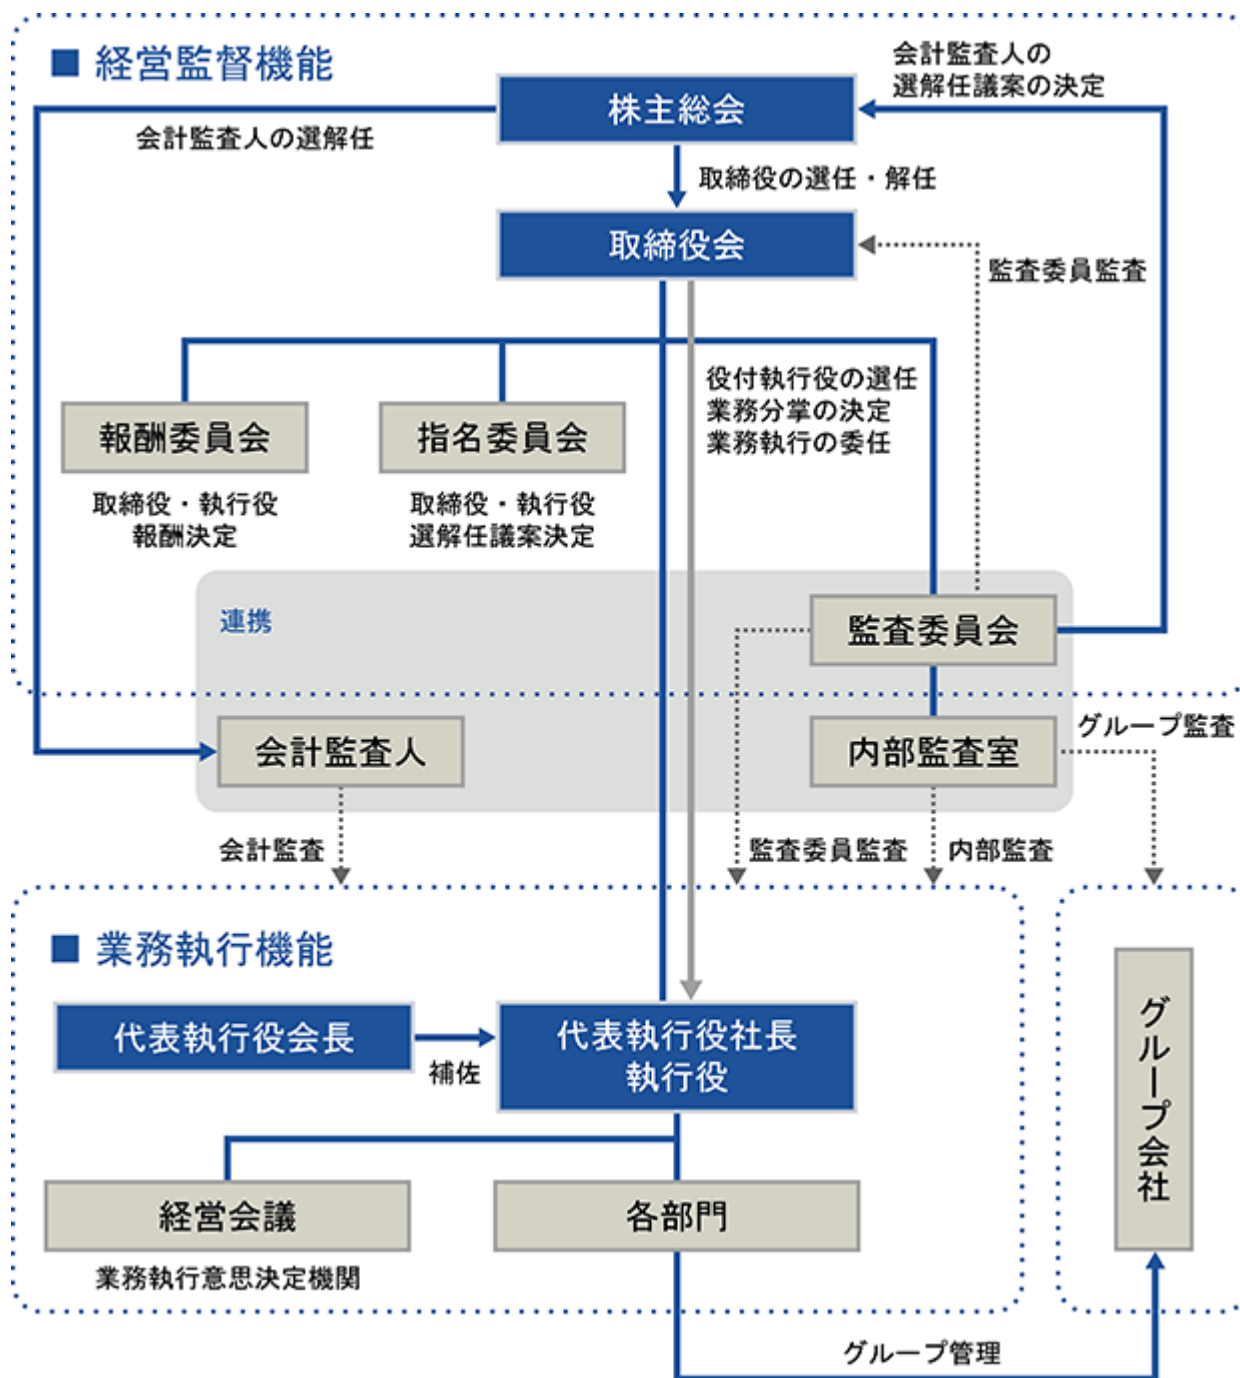 経営監督機能
会計監査人の
選解任議案の決定
株主総会
会計監査人の選解任
取締役の選任・解任
取締役会
監査委員監査
役付執行役の選任
業務分掌の決定
業務執行の委任
報酬委員会
指名委員会
取締役・執行役
報酬決定
取締役・執行役
選解任議案決定
連携
監査委員会
グループ監査
会計監査人
内部監査室
会計監査
監査委員監査
内部監査
業務執行機能
代表執行役会長
補佐
代表執行役社長
執行役
グループ会社
経営会議
各部門
業務執行意思決定機関
グループ管理